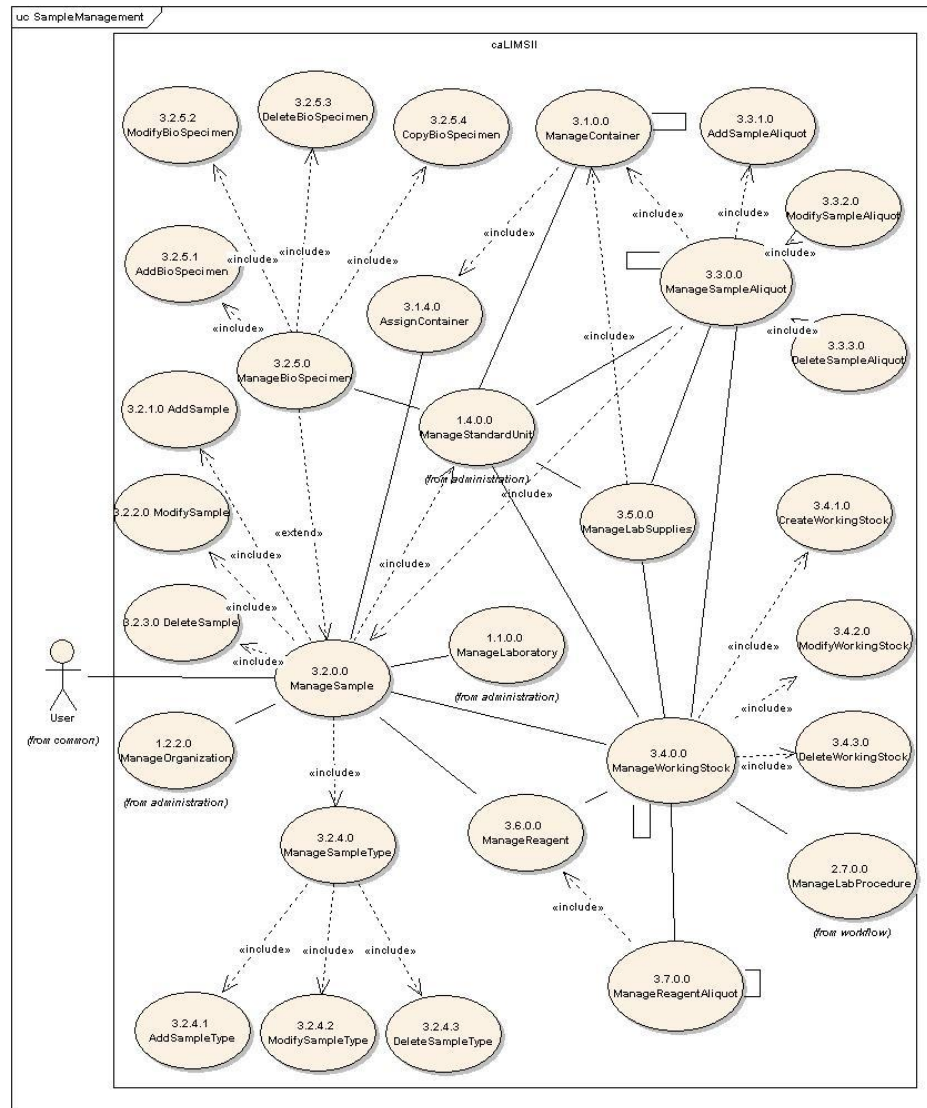 uc SampleManagement
caLIMSII
3.2.5.2
ModifyBioSpecimen
3.2.5.3
DeleteBioSpecimen
3.2.5.4
CopyBioSpecimen
3.1.0.0
ManageContainer
3.3.1.0
AddSampleAliquot
3.3.2.0
ModifySampleAliquot
«include»
«include»
«include»
«include»
«include»
«include»
3.2.5.1
AddBioSpecimen
«include»
3.3.0.0
ManageSampleAliquot
3.1.4.0
AssignContainer
«include»
«include»
«include»
3.3.3.0
DeleteSampleAliquot
3.2.5.0
ManageBioSpecimen
3.2.1.0 AddSample
1.4.0.0
ManageStandardUnit
(from administration)
«include»
3.2.2.0 ModifySample
3.5.0.0
ManageLabSupplies
3.4.1.0
CreateWorkingStock
«extend»
«include»
«include»
«include»
3.2.3.0 DeleteSample
«include»
3.2.0.0
ManageSample
1.1.0.0
ManageLaboratory
(from administration)
«include»
3.4.2.0
ModifyWorkingStock
User
(from common)
«include»
1.2.2.0
ManageOrganization
(from administration)
3.4.0.0
ManageWorkingStock
3.4.3.0
DeleteWorkingStock
«include»
«include»
3.2.4.0
ManageSampleType
3.6.0.0
ManageReagent
2.7.0.0
ManageLabProcedure
(from workflow)
«include»
«include»
«include»
«include»
3.7.0.0
ManageReagentAliquot
3.2.4.1
AddSampleType
3.2.4.2
ModifySampleType
3.2.4.3
DeleteSampleType